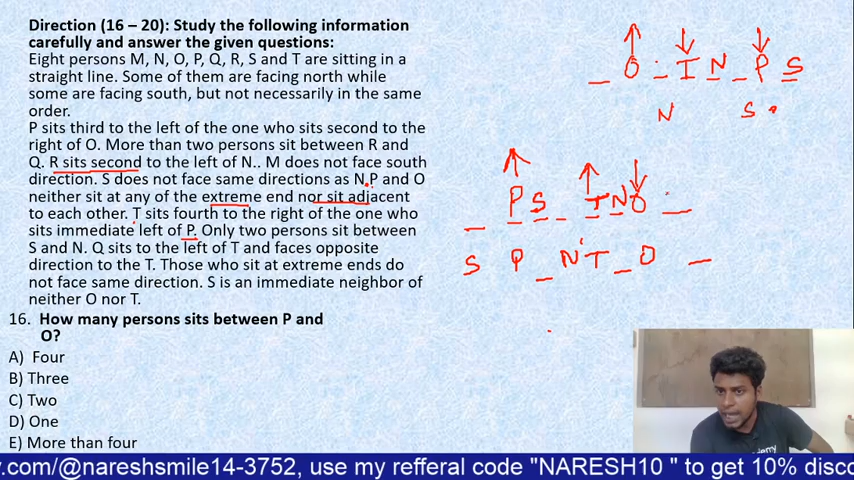 Direction (16 – 20): Study the following information
carefully and answer the given questions:
Eight persons M, N, O, P, Q, R, S and T are sitting in a
straight line. Some of them are facing north while
some are facing south, but not necessarily in the same
order.
P sits third to the left of the one who sits second to the
right of O. More than two persons sit between R and
Q. R sits second to the left of N.. M does not face south
direction. S does not face same directions as N.P and O
neither sit at any of the extreme end nor sit adjacent
to each other. T sits fourth to the right of the one who
sits immediate left of P. Only two persons sit between
S and N. Q sits to the left of T and faces opposite
direction to the T. Those who sit at extreme ends do
not face same direction. S is an immediate neighbor of
neither O nor T.
16. How many persons sits between P and
O?
A) Four
B) Three
C) Two
D) One
E) More than four
O T N P S
N S
P S T N O
S P N T O
y.com/@nareshsmile14-3752, use my refferal code "NARESH10 " to get 10% disco